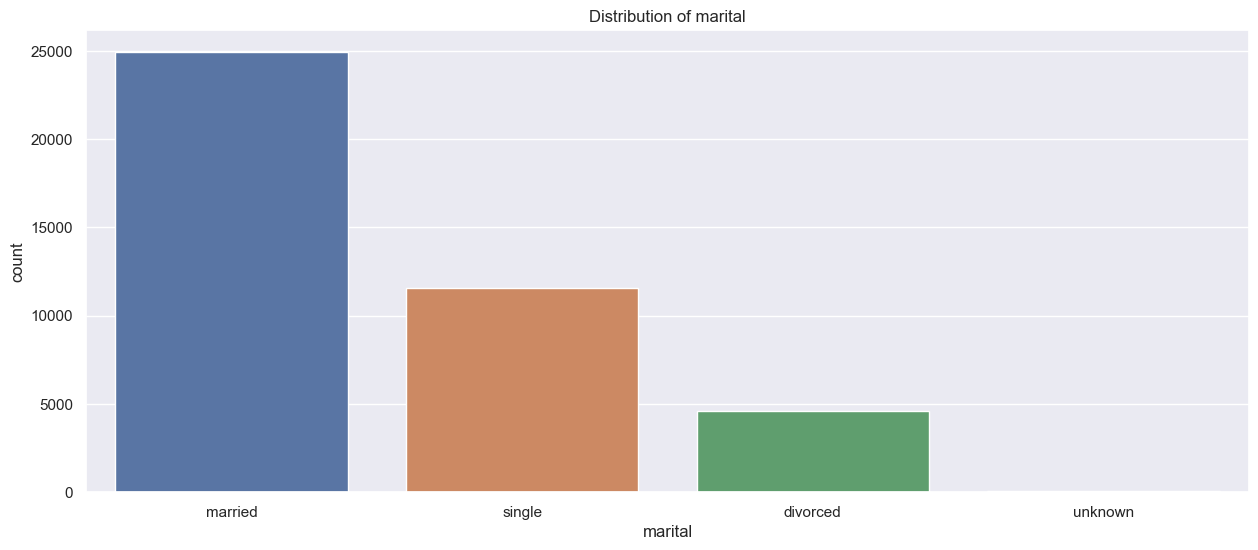 Distribution of marital
25000
20000
15000
10000
5000
0
count
married single divorced unknown
marital